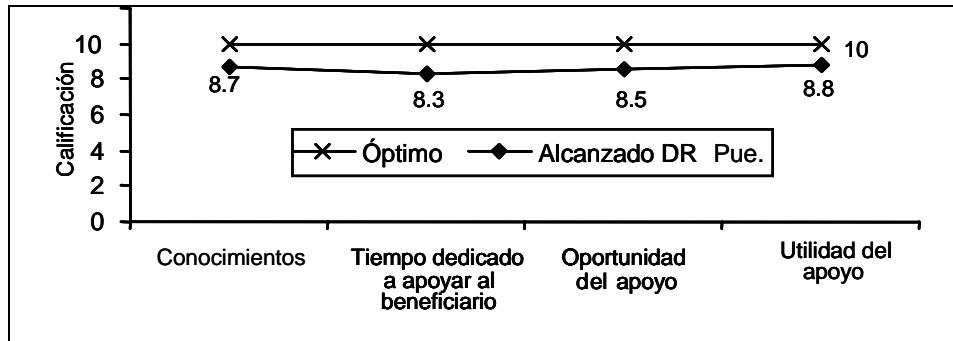 Calificación
10
8
6
4
2
0
8.7
8.3
8.5
8.8
10
Óptimo
Alcanzado DR Pue.
Conocimientos
Tiempo dedicado
a apoyar al
beneficiario
Oportunidad
del apoyo
Utilidad del
apoyo